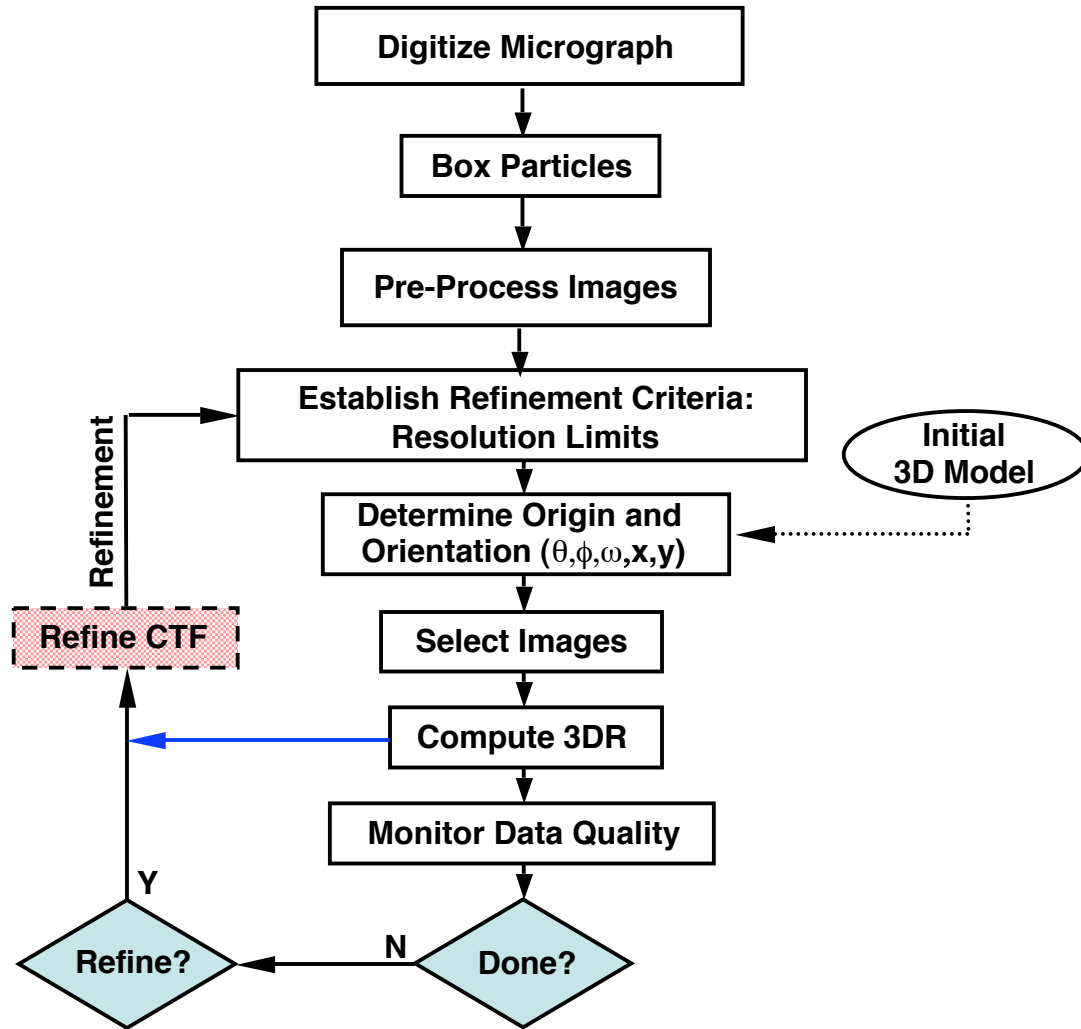 Digitize Micrograph
Box Particles
Pre-Process Images
Establish Refinement Criteria:
Resolution Limits
Initial
3D Model
Determine Origin and
Orientation (θ,ϕ,ω,x,y)
Refinement
Refine CTF
Select Images
Compute 3DR
Monitor Data Quality
Y
Refine?
N
Done?